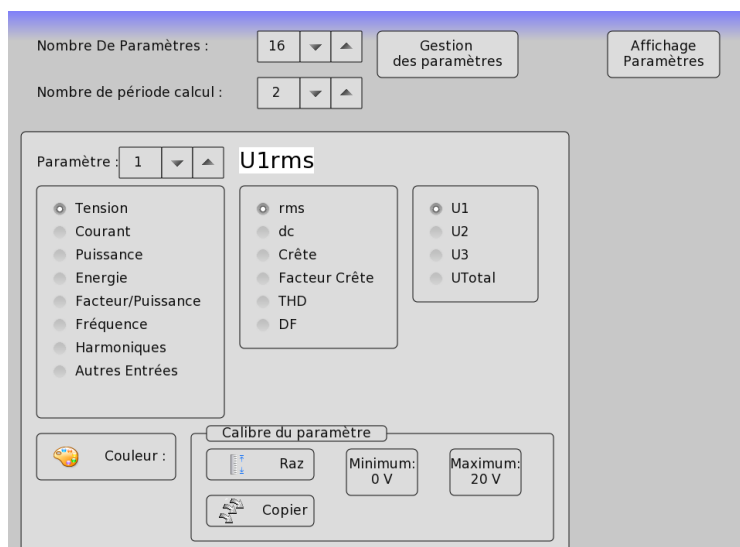 Nombre De Paramètres :
16
Gestion
des paramètres
Affichage
Paramètres
Nombre de période calcul :
2
Paramètre :
1
U1rms
Tension
Courant
Puissance
Energie
Facteur/Puissance
Fréquence
Harmoniques
Autres Entrées
rms
dc
Crête
Facteur Crête
THD
DF
U1
U2
U3
UTotal
Couleur :
Calibre du paramètre
Raz
Minimum:
0 V
Maximum:
20 V
Copier